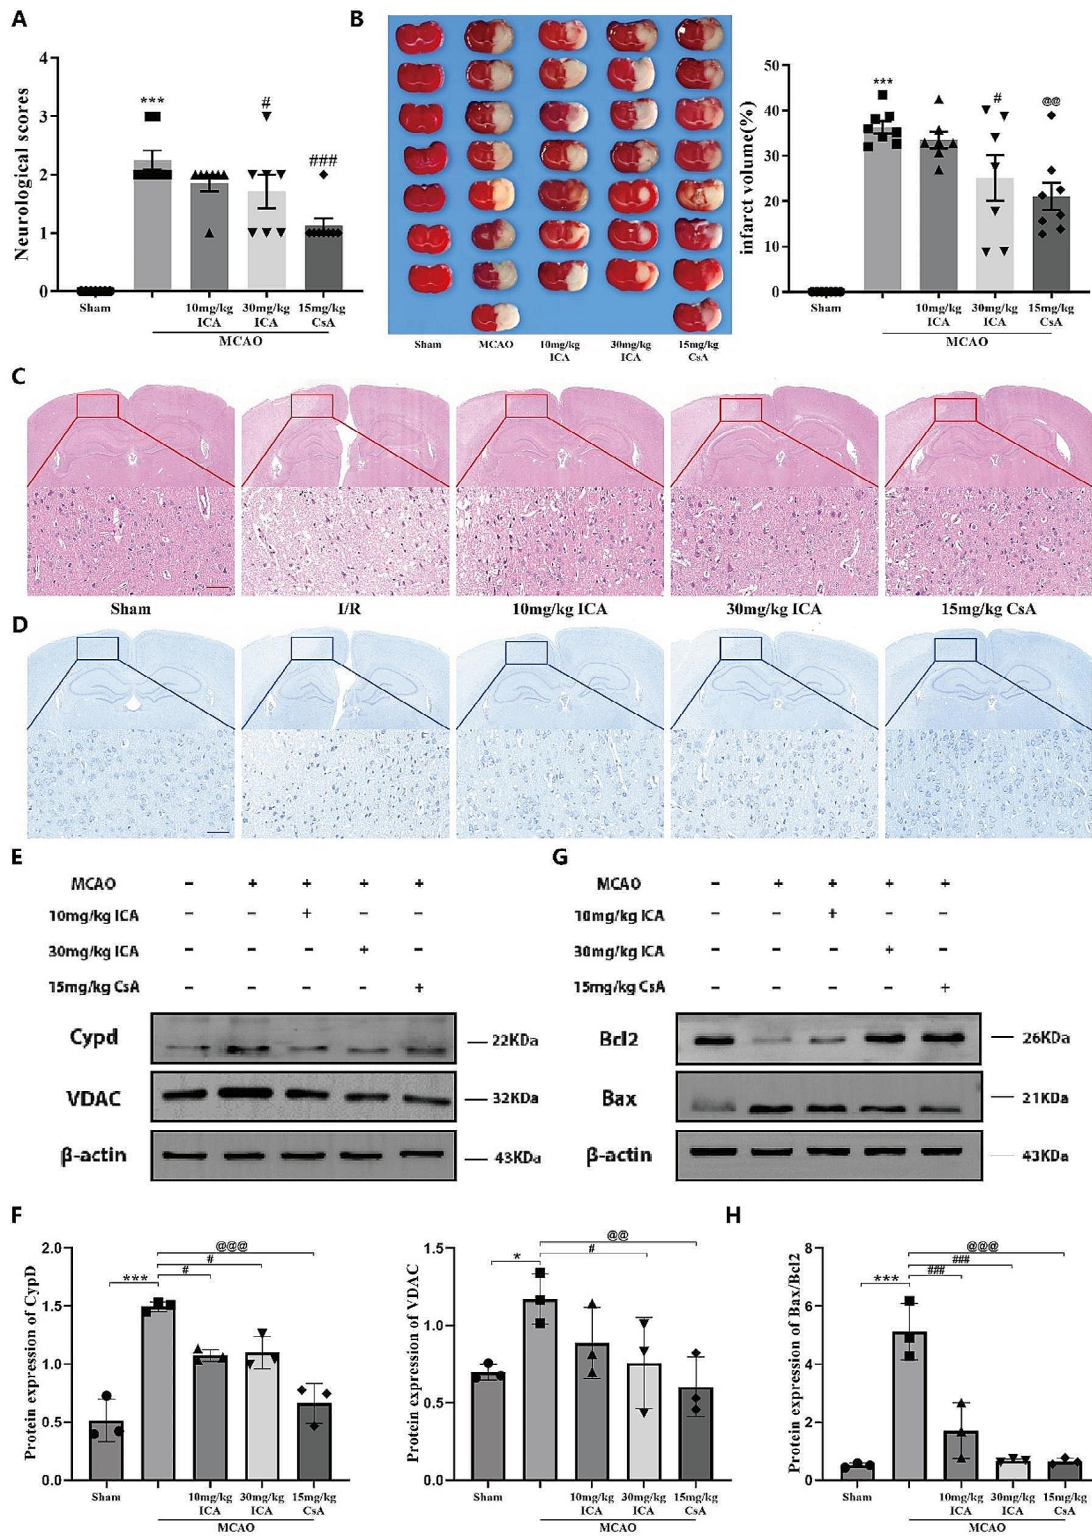 A
Neurological scores
4
3
2
1
0
***
#
###
Sham
10mg/kg
ICA
30mg/kg
ICA
15mg/kg
CsA
MCAO
B
Sham
MCAO
10mg/kg
ICA
30mg/kg
ICA
15mg/kg
CsA
infarct volume(%)
50
40
30
20
10
0
***
#
@@
Sham
10mg/kg
ICA
30mg/kg
ICA
15mg/kg
CsA
MCAO
C
Sham
I/R
10mg/kg ICA
30mg/kg ICA
15mg/kg CsA
D
E
MCAO - + + + +
10mg/kg ICA - - + - -
30mg/kg ICA - - - + -
15mg/kg CsA - - - - +
Cypd
22KDa
VDAC
32KDa
β-actin
43KDa
G
MCAO - + + + +
10mg/kg ICA - - + - -
30mg/kg ICA - - - + -
15mg/kg CsA - - - - +
Bcl2
26KDa
Bax
21KDa
β-actin
43KDa
F
Protein expression of CypD
2.0
1.5
1.0
0.5
0.0
@@@
#
#
***
Sham
10mg/kg
ICA
30mg/kg
ICA
15mg/kg
CsA
MCAO
Protein expression of VDAC
1.5
1.0
0.5
0.0
@@
#
*
Sham
10mg/kg
ICA
30mg/kg
ICA
15mg/kg
CsA
MCAO
H
Protein expression of Bax/Bcl2
8
6
4
2
0
@@@
###
###
***
Sham
10mg/kg
ICA
30mg/kg
ICA
15mg/kg
CsA
MCAO